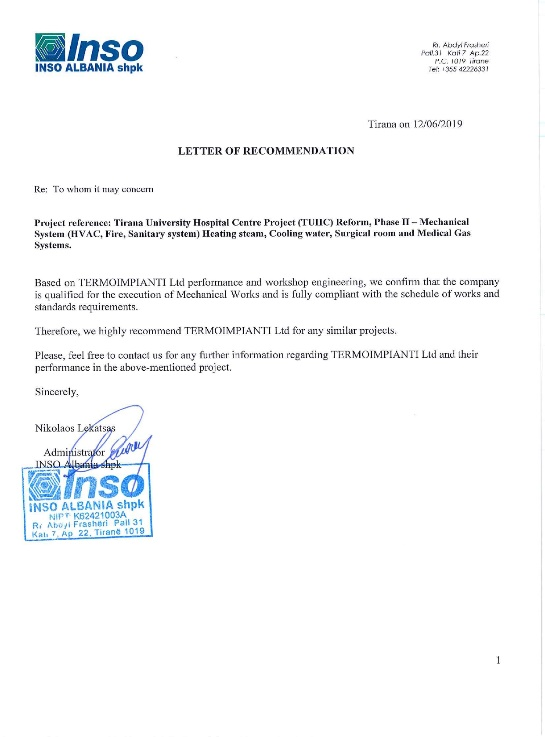 Inso
INSO ALBANIA shpk
Rr. Abdyl Frasheri
Pall.31 Kati 7 Ap.22
P.C. 1019 Tirane
Tel: +355 42226331
Tirana on 12/06/2019
LETTER OF RECOMMENDATION
Re: To whom it may concern
Project reference: Tirana University Hospital Centre Project (TUHC) Reform, Phase II – Mechanical
System (HVAC, Fire, Sanitary system) Heating steam, Cooling water, Surgical room and Medical Gas
Systems.
Based on TERMOIMPIANTI Ltd performance and workshop engineering, we confirm that the company
is qualified for the execution of Mechanical Works and is fully compliant with the schedule of works and
standards requirements.
Therefore, we highly recommend TERMOIMPIANTI Ltd for any similar projects.
Please, feel free to contact us for any further information regarding TERMOIMPIANTI Ltd and their
performance in the above-mentioned project.
Sincerely,
Nikolaos Lekatsas
Administrator
INSO Albania shpk
Inso
INSO ALBANIA shpk
NIPT K62421003A
Rr Abdyl Frashëri Pall 31
Kati 7, Ap 22, Tiranë 1019
1